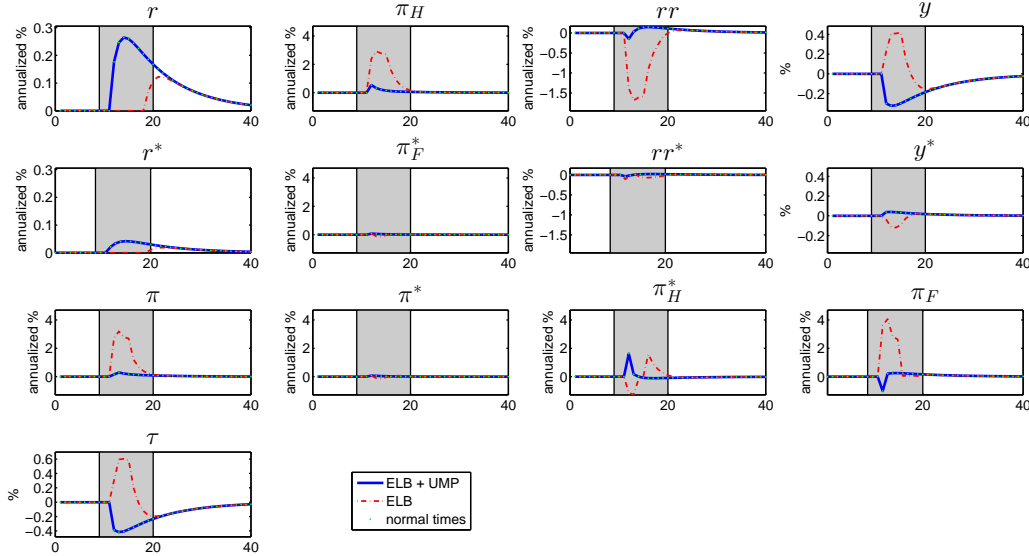 r
π_H
rr
y
annualized %
0.3
0.2
0.1
0
0 20 40
annualized %
4
2
0
0 20 40
annualized %
0
−0.5
−1
−1.5
0 20 40
%
0.4
0.2
0
−0.2
0 20 40
r*
π*_F
rr*
y*
annualized %
0.3
0.2
0.1
0
0 20 40
annualized %
4
2
0
0 20 40
annualized %
0
−0.5
−1
−1.5
0 20 40
%
0.4
0.2
0
−0.2
0 20 40
π
π*
π*_H
π_F
annualized %
4
2
0
0 20 40
annualized %
4
2
0
0 20 40
annualized %
4
2
0
0 20 40
annualized %
4
2
0
0 20 40
τ
%
0.6
0.4
0.2
0
−0.2
−0.4
0 20 40
ELB + UMP
ELB
normal times